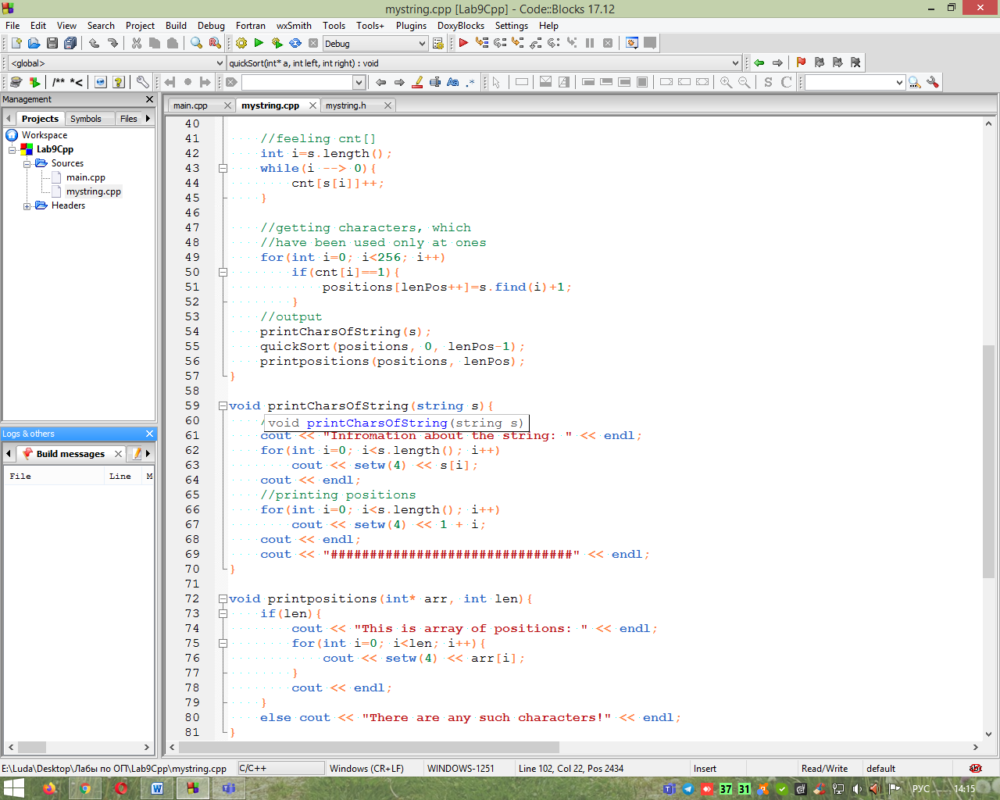 mystring.cpp [Lab9Cpp] - Code::Blocks 17.12
File Edit View Search Project Build Debug Fortran wxSmith Tools Tools+ Plugins DoxyBlocks Settings Help
Debug
<global> quickSort(int* a, int left, int right) : void
/** *<
Management
main.cpp mystring.cpp mystring.h
Projects Symbols Files
Workspace
Lab9Cpp
Sources
main.cpp
mystring.cpp
Headers
40
41 //feeling cnt[]
42 int i=s.length();
43 while(i --> 0){
44 cnt[s[i]]++;
45 }
46
47 //getting characters, which
48 //have been used only at ones
49 for(int i=0; i<256; i++)
50 if(cnt[i]==1){
51 positions[lenPos++]=s.find(i)+1;
52 }
53 //output
54 printCharsOfString(s);
55 quickSort(positions, 0, lenPos-1);
56 printpositions(positions, lenPos);
57 }
58
59 void printCharsOfString(string s){
60
void printCharsOfString(string s)
61 cout << "Infromation about the string: " << endl;
62 for(int i=0; i<s.length(); i++)
63 cout << setw(4) << s[i];
64 cout << endl;
65 //printing positions
66 for(int i=0; i<s.length(); i++)
67 cout << setw(4) << 1 + i;
68 cout << endl;
69 cout << "###############################" << endl;
70 }
71
72 void printpositions(int* arr, int len){
73 if(len){
74 cout << "This is array of positions: " << endl;
75 for(int i=0; i<len; i++){
76 cout << setw(4) << arr[i];
77 }
78 cout << endl;
79 }
80 else cout << "There are any such characters!" << endl;
81 }
Logs & others
Build messages
File Line M
E:\Luda\Desktop\Лабы по ОП\Lab9Cpp\mystring.cpp C/C++ Windows (CR+LF) WINDOWS-1251 Line 102, Col 22, Pos 2434 Insert Read/Write default
37 31 РУС 14:15